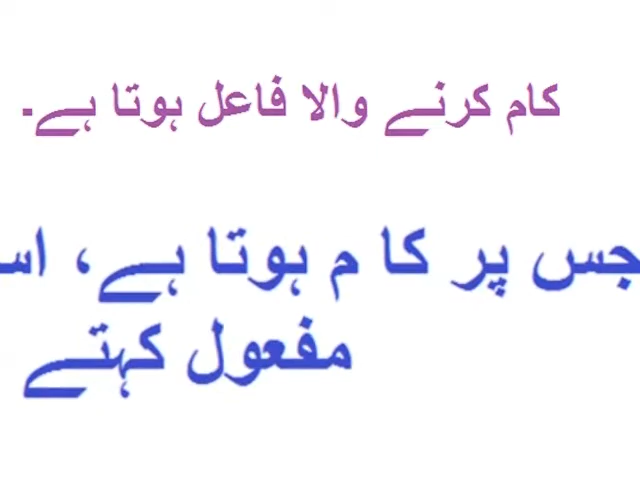 کام کرنے والا فاعل ہوتا ہے۔
جس پر کا م ہوتا ہے، اس
مفعول کہتے